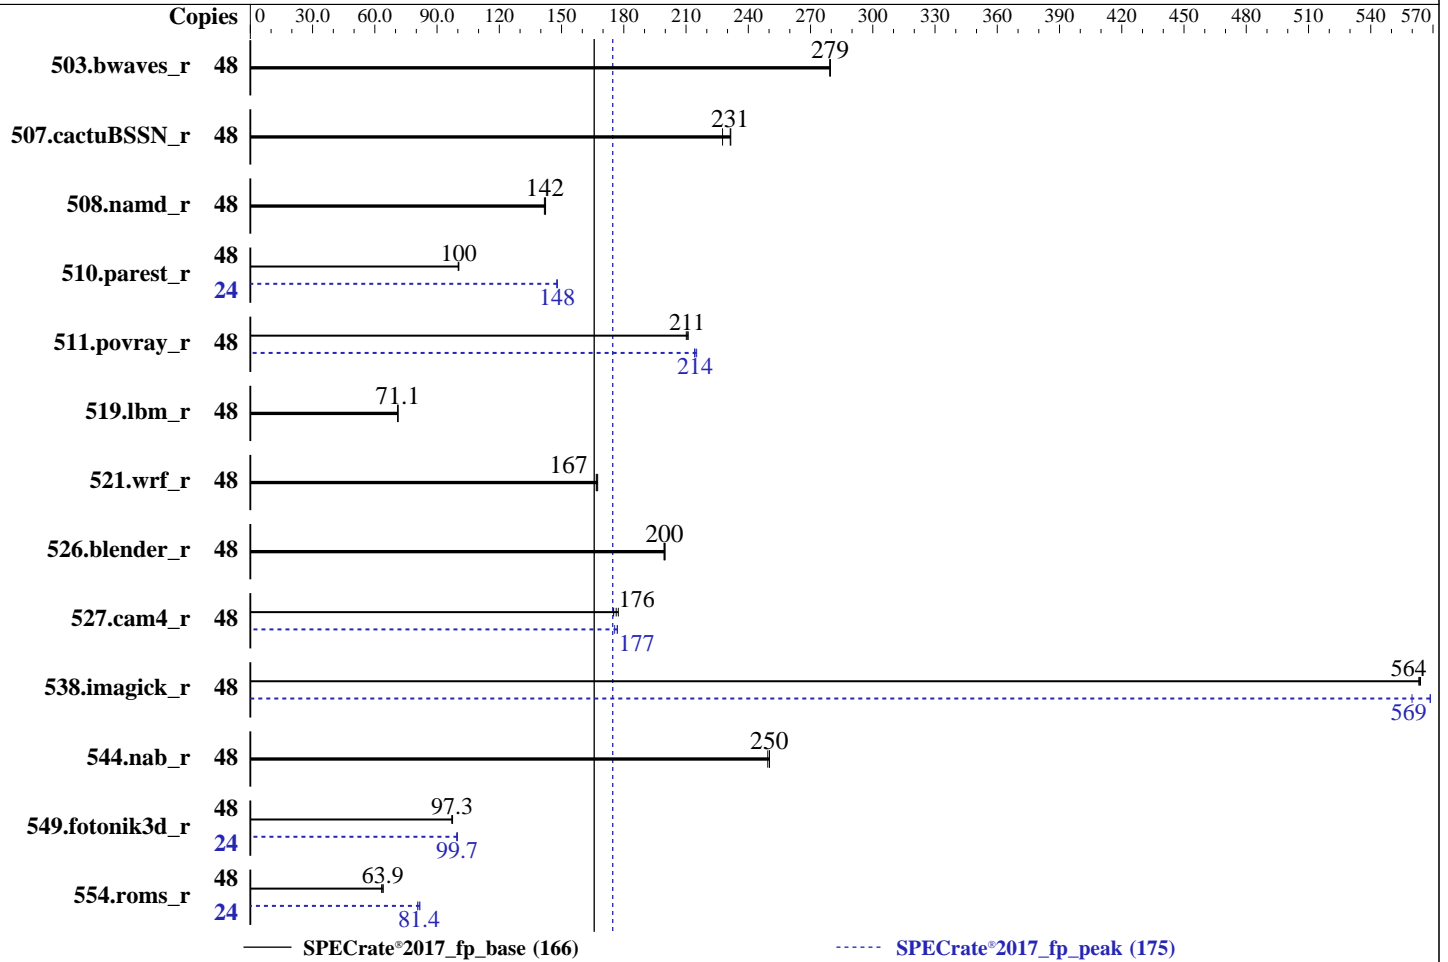 Copies 0 30.0 60.0 90.0 120 150 180 210 240 270 300 330 360 390 420 450 480 510 540 570
503.bwaves_r 48 279
507.cactuBSSN_r 48 231
508.namd_r 48 142
510.parest_r 48 100
24 148
511.povray_r 48 211
214
519.lbm_r 48 71.1
521.wrf_r 48 167
526.blender_r 48 200
527.cam4_r 48 176
177
538.imagick_r 48 564
569
544.nab_r 48 250
549.fotonik3d_r 48 97.3
24 99.7
554.roms_r 48 63.9
24 81.4
SPECrate®2017_fp_base (166) SPECrate®2017_fp_peak (175)